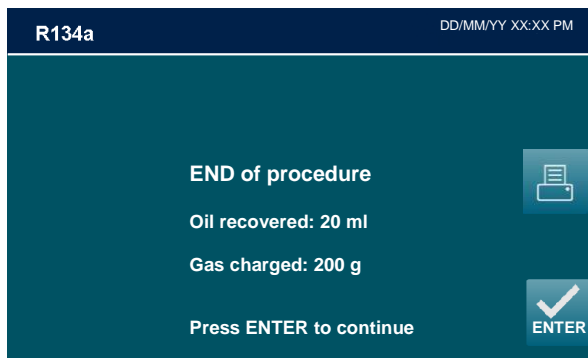 R134a
DD/MM/YY XX:XX PM
END of procedure
Oil recovered: 20 ml
Gas charged: 200 g
Press ENTER to continue
ENTER